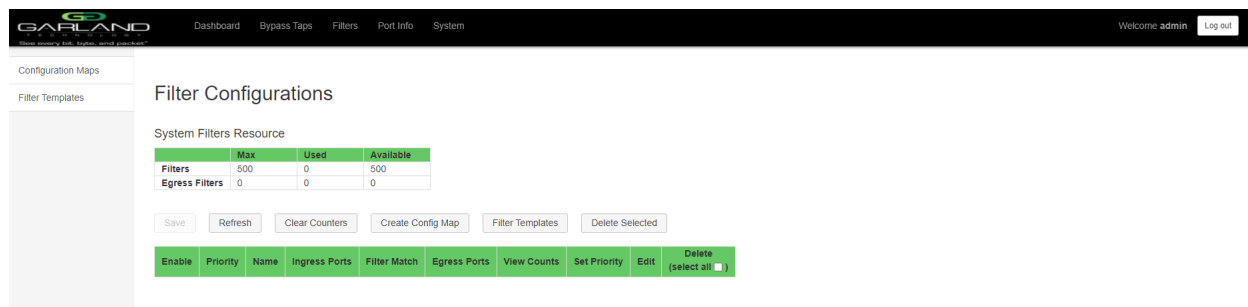 GARLAND
TECHNOLOGY
See every bit, byte, and packet®
Dashboard Bypass Taps Filters Port Info System
Welcome admin Log out
Configuration Maps
Filter Templates
Filter Configurations
System Filters Resource
Max Used Available
Filters 500 0 500
Egress Filters 0 0 0
Save Refresh Clear Counters Create Config Map Filter Templates Delete Selected
Enable Priority Name Ingress Ports Filter Match Egress Ports View Counts Set Priority Edit Delete
(select all )